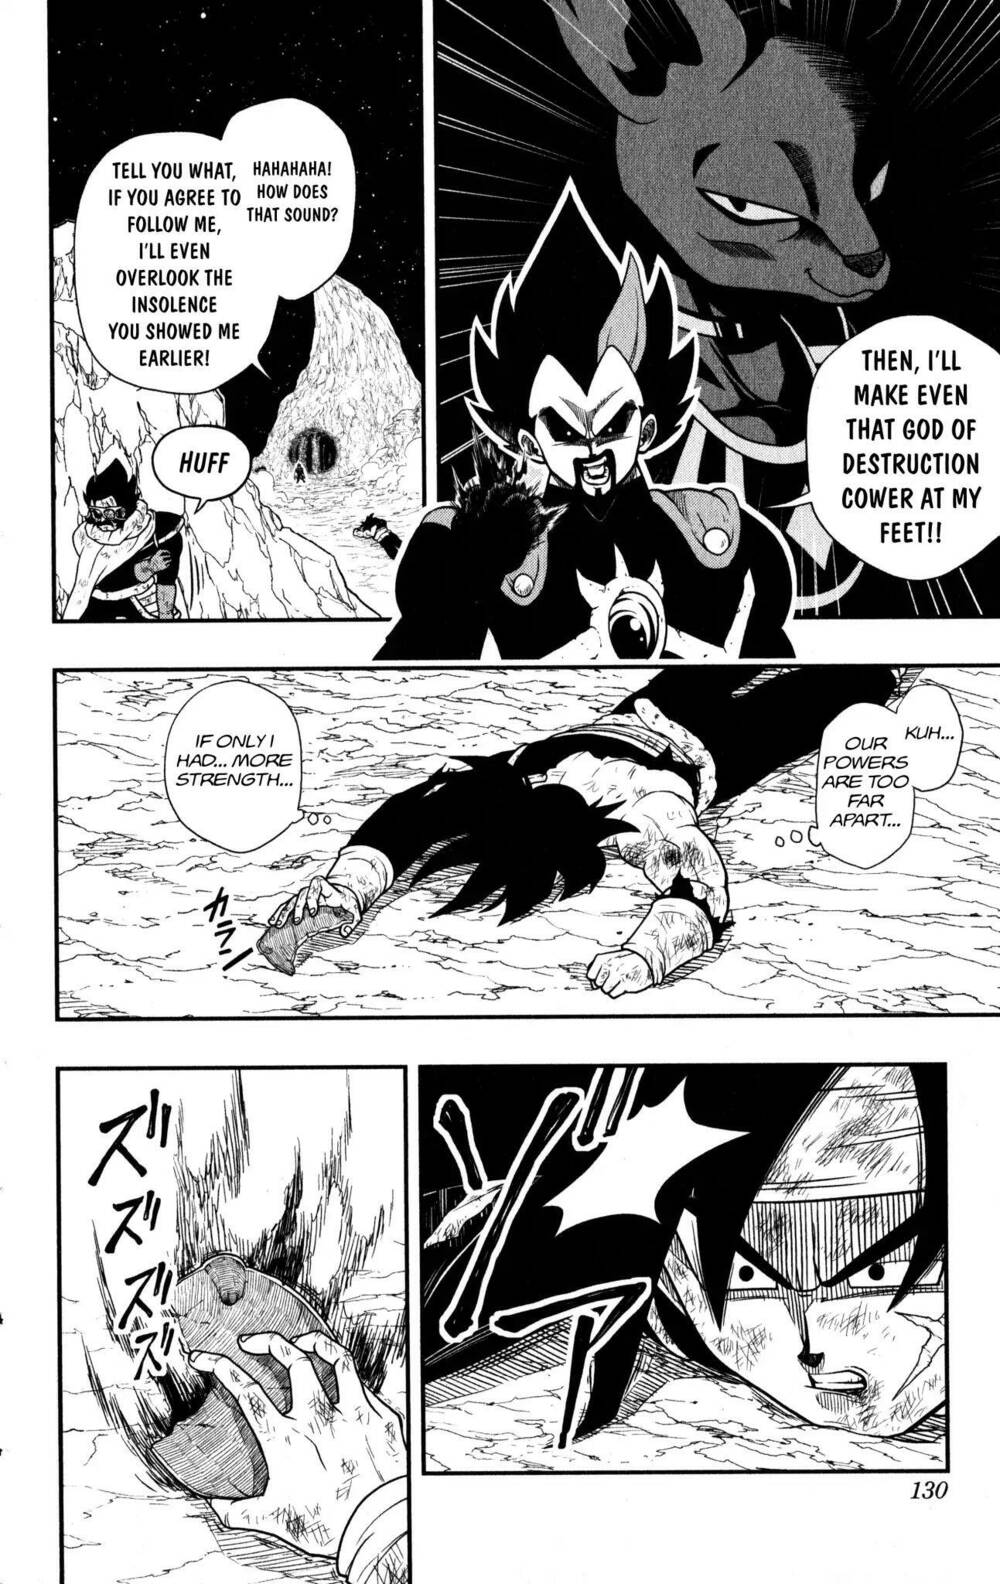 THEN, I'LL
MAKE EVEN
THAT GOD OF
DESTRUCTION
COWER AT MY
FEET!!
HAHAHAHA!
HOW DOES
THAT SOUND?
TELL YOU WHAT,
IF YOU AGREE TO
FOLLOW ME,
I'LL EVEN
OVERLOOK THE
INSOLENCE
YOU SHOWED ME
EARLIER!
HUFF
KUH...
OUR
POWERS
ARE TOO
FAR
APART...
IF ONLY I
HAD... MORE
STRENGTH...
カラン
ズズズズ
130